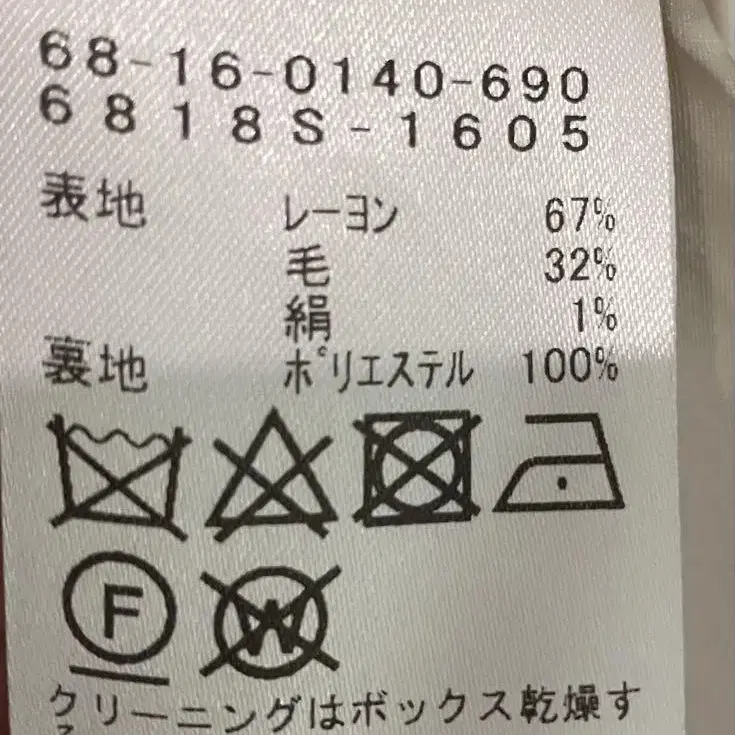 68-16-0140-690
6818S-1605
表地 レーヨン 67%
毛 32%
絹 1%
裏地 ポリエステル 100%
F W
クリーニングはボックス乾燥す